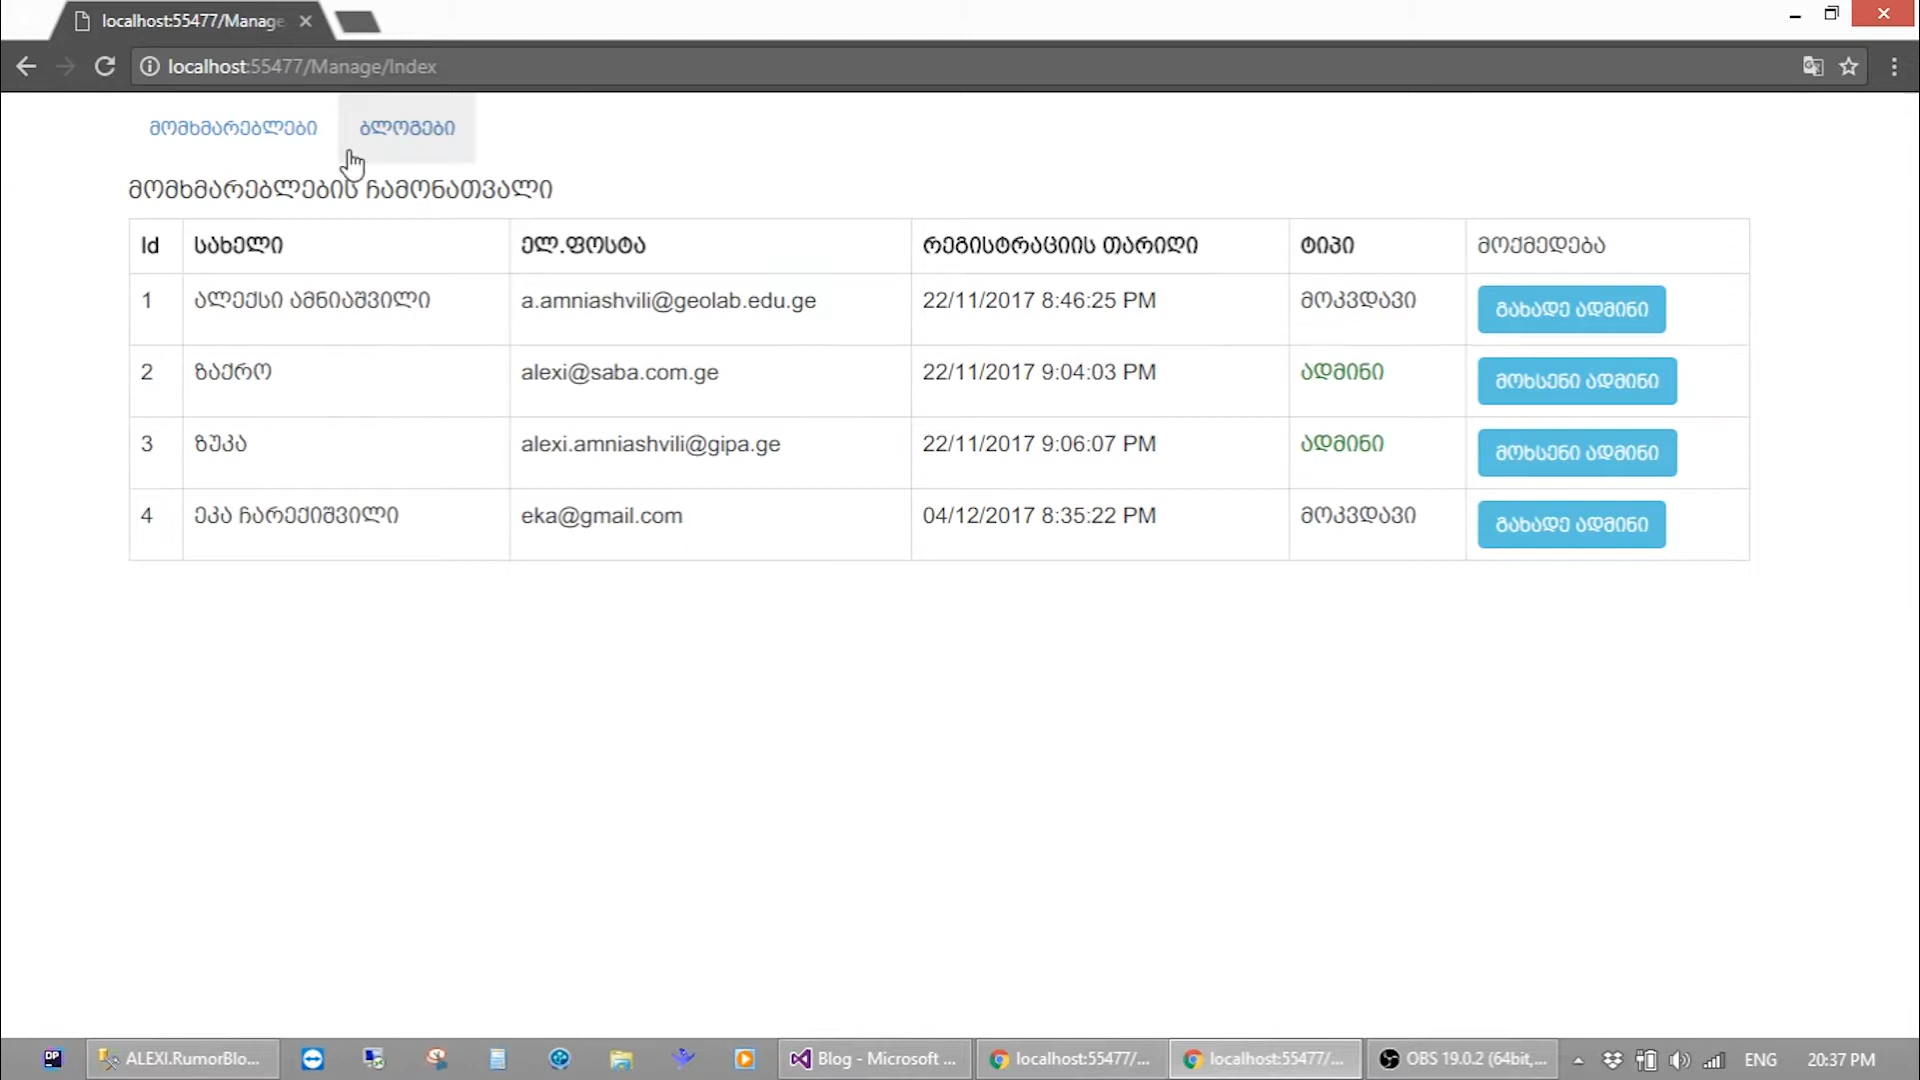 localhost:55477/Manage
localhost:55477/Manage/Index
მომხმარებლები ბლოგები
მომხმარებლების ჩამონათვალი
Id სახელი ელ.ფოსტა რეგისტრაციის თარიღი ტიპი მოქმედება
1 ალექსი ამნიაშვილი a.amniashvili@geolab.edu.ge 22/11/2017 8:46:25 PM მოკვდავი გახადე ადმინი
2 ზაქრო alexi@saba.com.ge 22/11/2017 9:04:03 PM ადმინი მოხსენი ადმინი
3 ზუკა alexi.amniashvili@gipa.ge 22/11/2017 9:06:07 PM ადმინი მოხსენი ადმინი
4 ეკა ჩარექიშვილი eka@gmail.com 04/12/2017 8:35:22 PM მოკვდავი გახადე ადმინი
DP ALEXI.RumorBlo... Blog - Microsoft ... localhost:55477/... localhost:55477/... OBS 19.0.2 (64bit,... ENG 20:37 PM